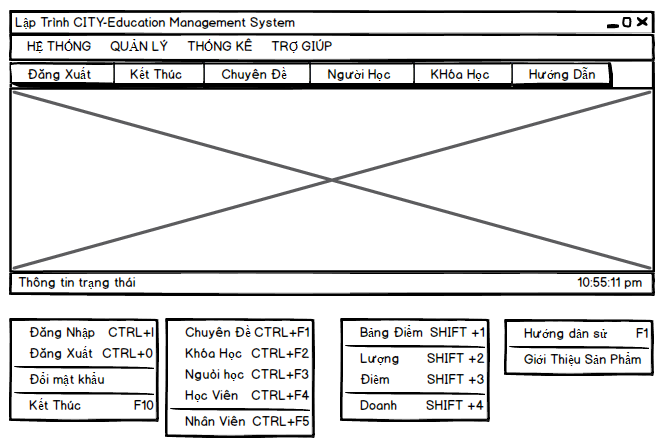 Lập Trình CITY-Education Management System
HỆ THỐNG QUẢN LÝ THỐNG KÊ TRỢ GIÚP
Đăng Xuất Kết Thúc Chuyên Đề Người Học KHóa Học Hướng Dẫn
Thông tin trạng thái 10:55:11 pm
Đăng Nhập CTRL+I
Đăng Xuất CTRL+0
Đổi mật khẩu
Kết Thúc F10
Chuyên Đề CTRL+F1
Khóa Học CTRL+F2
Nguời học CTRL+F3
Học Viên CTRL+F4
Nhân Viên CTRL+F5
Bảng Điểm SHIFT +1
Lượng SHIFT +2
Điểm SHIFT +3
Doanh SHIFT +4
Hướng dẫn sử F1
Giới Thiệu Sản Phẩm